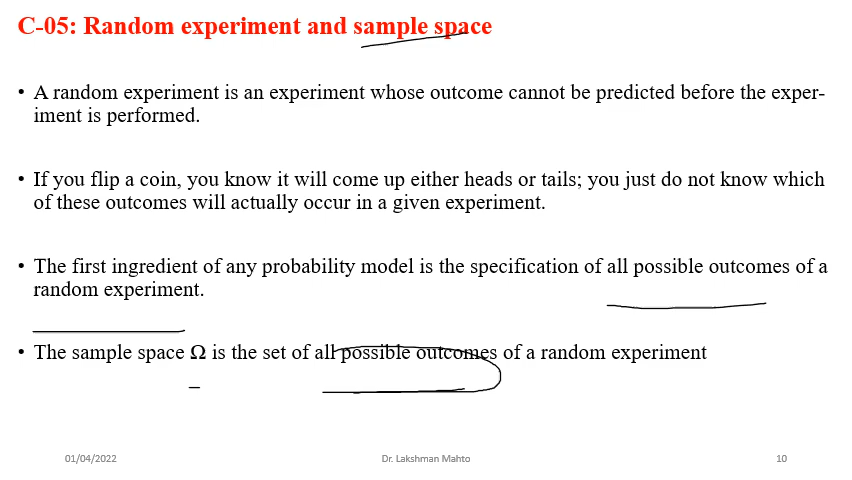 C-05: Random experiment and sample space
• A random experiment is an experiment whose outcome cannot be predicted before the exper-
iment is performed.
• If you flip a coin, you know it will come up either heads or tails; you just do not know which
of these outcomes will actually occur in a given experiment.
• The first ingredient of any probability model is the specification of all possible outcomes of a
random experiment.
• The sample space Ω is the set of all possible outcomes of a random experiment
01/04/2022
Dr. Lakshman Mahto
10